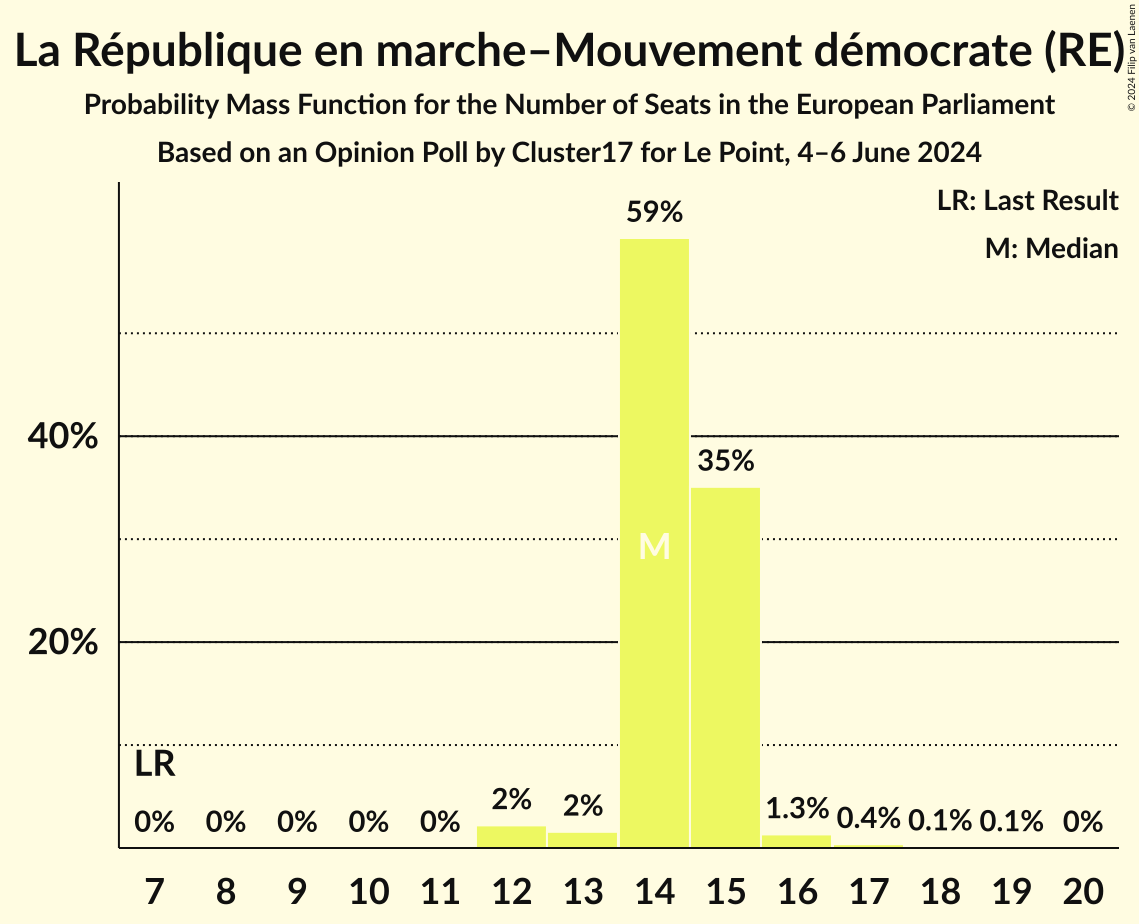 La République en marche–Mouvement démocrate (RE)
© 2024 Filip van Laenen
Probability Mass Function for the Number of Seats in the European Parliament
Based on an Opinion Poll by Cluster17 for Le Point, 4–6 June 2024
LR: Last Result
M: Median
59%
40%
35%
M
20%
LR
0% 0% 0% 0% 0% 2% 2% 1.3% 0.4% 0.1% 0.1% 0%
7 8 9 10 11 12 13 14 15 16 17 18 19 20